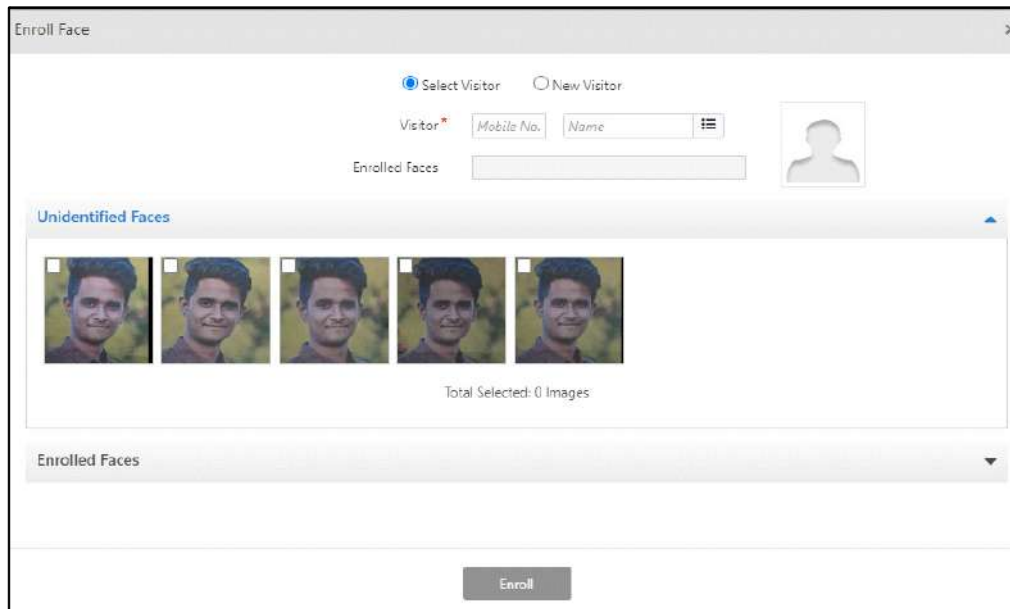 Enroll Face
Select Visitor New Visitor
Visitor* Mobile No. Name
Enrolled Faces
Unidentified Faces
Total Selected: 0 Images
Enrolled Faces
Enroll